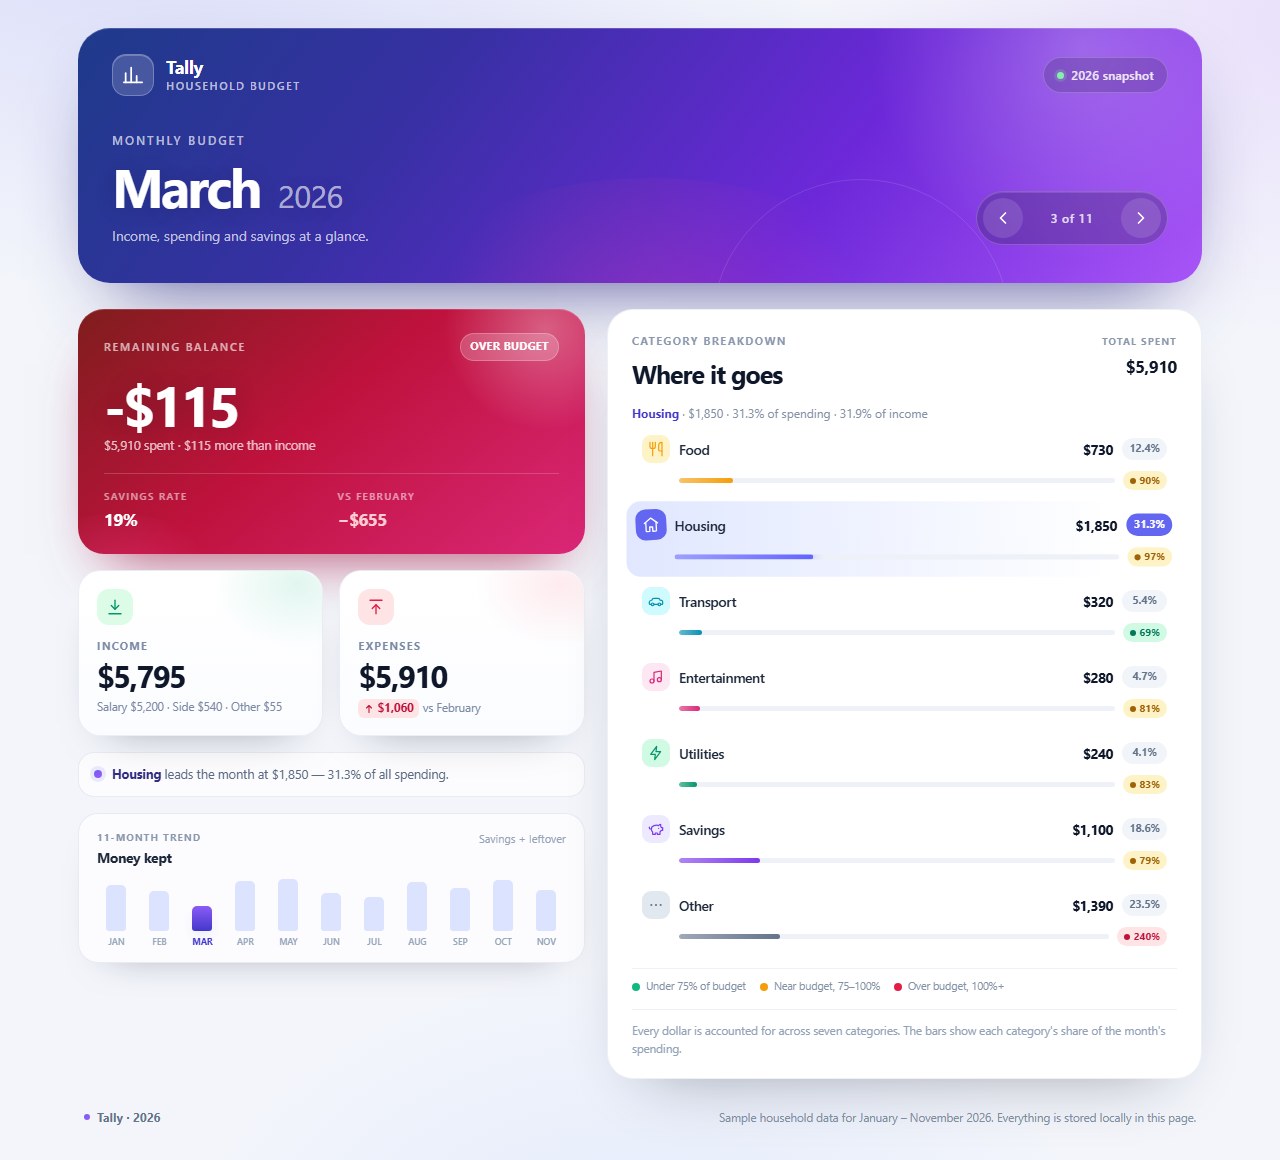 Tally
HOUSEHOLD BUDGET
2026 snapshot
MONTHLY BUDGET
March 2026
Income, spending and savings at a glance.
3 of 11
REMAINING BALANCE
OVER BUDGET
-$115
$5,910 spent · $115 more than income
SAVINGS RATE
19%
VS FEBRUARY
−$655
INCOME
$5,795
Salary $5,200 · Side $540 · Other $55
EXPENSES
$5,910
$1,060 vs February
Housing leads the month at $1,850 — 31.3% of all spending.
11-MONTH TREND
Savings + leftover
Money kept
JAN FEB MAR APR MAY JUN JUL AUG SEP OCT NOV
CATEGORY BREAKDOWN
Where it goes
TOTAL SPENT
$5,910
Housing · $1,850 · 31.3% of spending · 31.9% of income
Food $730 12.4%
90%
Housing $1,850 31.3%
97%
Transport $320 5.4%
69%
Entertainment $280 4.7%
81%
Utilities $240 4.1%
83%
Savings $1,100 18.6%
79%
Other $1,390 23.5%
240%
Under 75% of budget Near budget, 75–100% Over budget, 100%+
Every dollar is accounted for across seven categories. The bars show each category's share of the month's
spending.
Tally · 2026
Sample household data for January – November 2026. Everything is stored locally in this page.